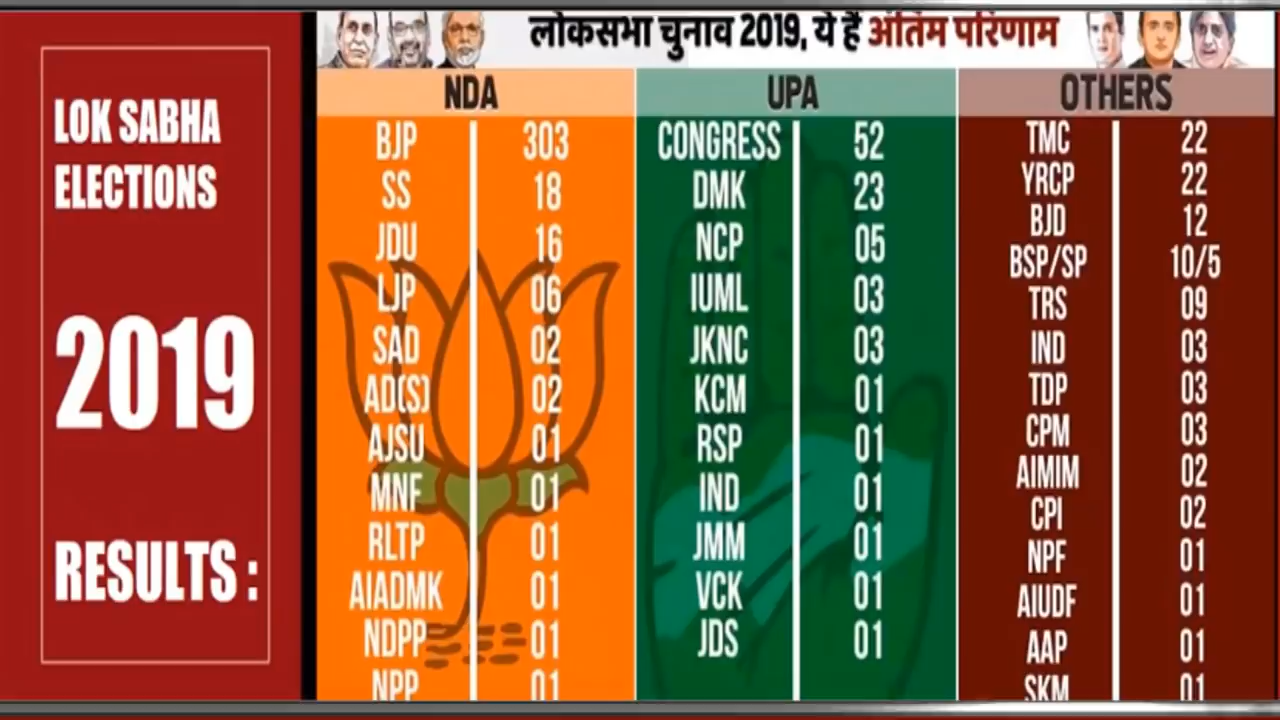 लोकसभा चुनाव 2019, ये हैं अंतिम परिणाम
LOK SABHA
ELECTIONS
2019
RESULTS :
NDA
BJP 303
SS 18
JDU 16
LJP 06
SAD 02
AD(S) 02
AJSU 01
MNF 01
RLTP 01
AIADMK 01
NDPP 01
NPP 01
UPA
CONGRESS 52
DMK 23
NCP 05
IUML 03
JKNC 03
KCM 01
RSP 01
IND 01
JMM 01
VCK 01
JDS 01
OTHERS
TMC 22
YRCP 22
BJD 12
BSP/SP 10/5
TRS 09
IND 03
TDP 03
CPM 03
AIMIM 02
CPI 02
NPF 01
AIUDF 01
AAP 01
SKM 01